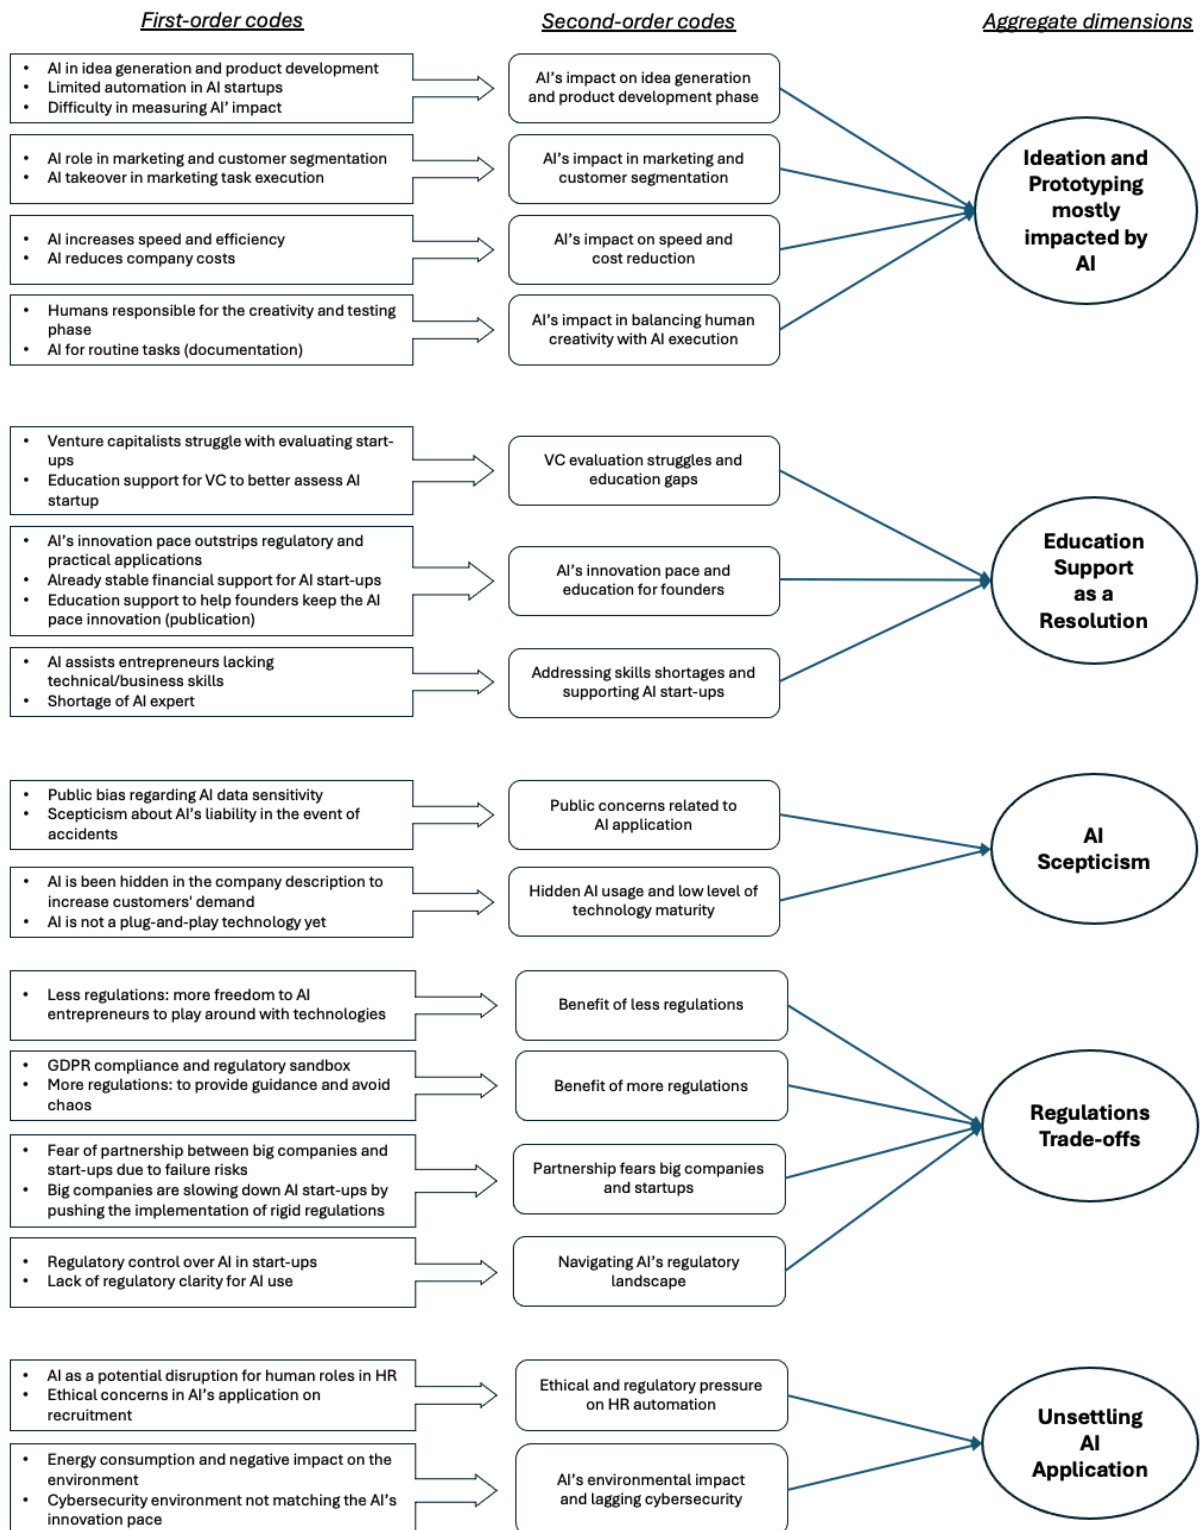 First-order codes
Second-order codes
Aggregate dimensions
• AI in idea generation and product development
• Limited automation in AI startups
• Difficulty in measuring AI' impact
AI's impact on idea generation
and product development phase
• AI role in marketing and customer segmentation
• AI takeover in marketing task execution
AI's impact in marketing and
customer segmentation
• AI increases speed and efficiency
• AI reduces company costs
AI's impact on speed and
cost reduction
• Humans responsible for the creativity and testing
phase
• AI for routine tasks (documentation)
AI's impact in balancing human
creativity with AI execution
Ideation and
Prototyping
mostly
impacted by
AI
• Venture capitalists struggle with evaluating start-
ups
• Education support for VC to better assess AI
startup
VC evaluation struggles and
education gaps
• AI's innovation pace outstrips regulatory and
practical applications
• Already stable financial support for AI start-ups
• Education support to help founders keep the AI
pace innovation (publication)
AI's innovation pace and
education for founders
• AI assists entrepreneurs lacking
technical/business skills
• Shortage of AI expert
Addressing skills shortages and
supporting AI start-ups
Education
Support
as a
Resolution
• Public bias regarding AI data sensitivity
• Scepticism about AI's liability in the event of
accidents
Public concerns related to
AI application
• AI is been hidden in the company description to
increase customers' demand
• AI is not a plug-and-play technology yet
Hidden AI usage and low level of
technology maturity
AI
Scepticism
• Less regulations: more freedom to AI
entrepreneurs to play around with technologies
Benefit of less regulations
• GDPR compliance and regulatory sandbox
• More regulations: to provide guidance and avoid
chaos
Benefit of more regulations
• Fear of partnership between big companies and
start-ups due to failure risks
• Big companies are slowing down AI start-ups by
pushing the implementation of rigid regulations
Partnership fears big companies
and startups
• Regulatory control over AI in start-ups
• Lack of regulatory clarity for AI use
Navigating AI's regulatory
landscape
Regulations
Trade-offs
• AI as a potential disruption for human roles in HR
• Ethical concerns in AI's application on
recruitment
Ethical and regulatory pressure
on HR automation
• Energy consumption and negative impact on the
environment
• Cybersecurity environment not matching the AI's
innovation pace
AI's environmental impact
and lagging cybersecurity
Unsettling
AI
Application